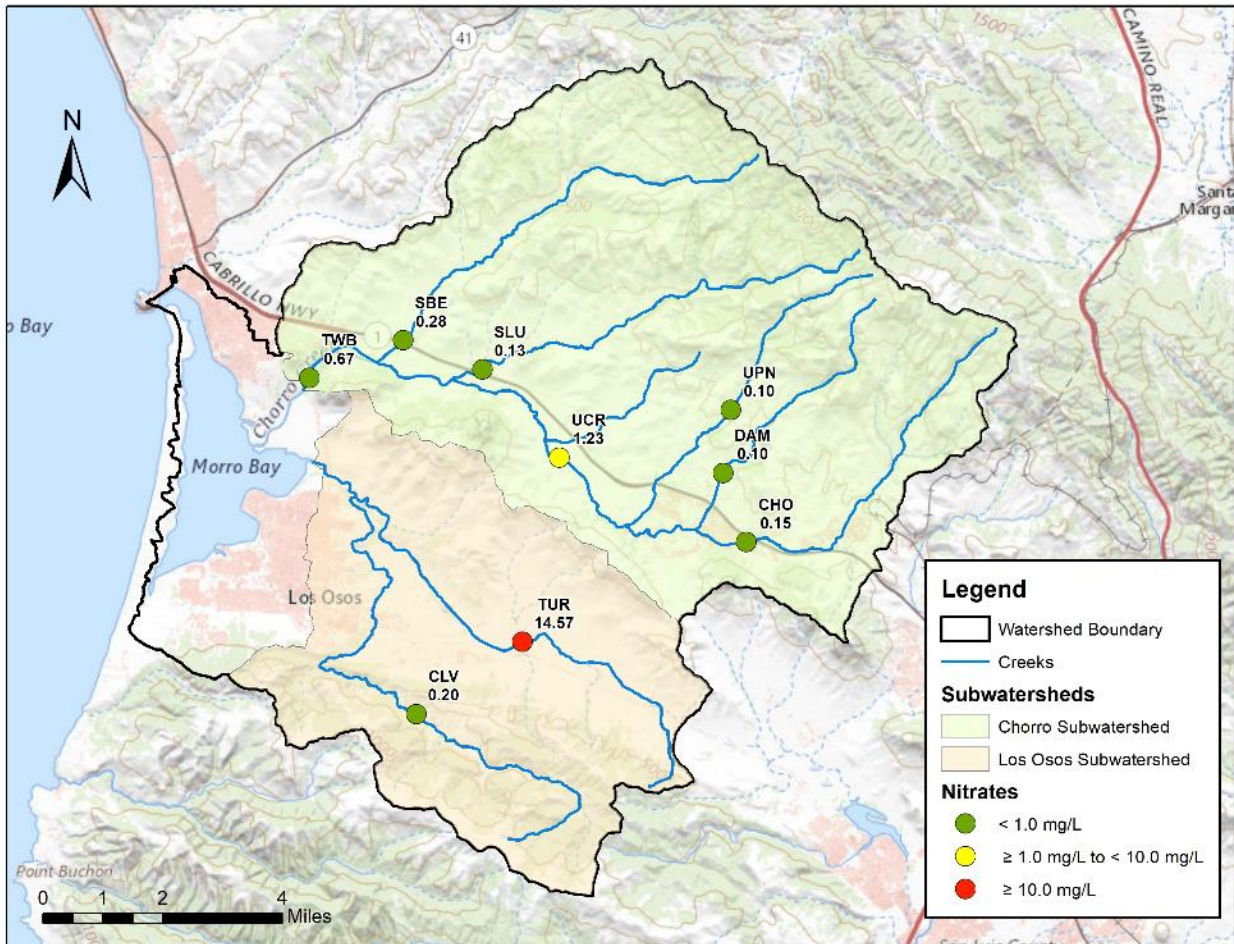 41
1500
CAMINO REAL
N
Santa
Margar
CABRILLO HWY
1
o Bay
SBE
0.28
SLU
0.13
TWB
0.67
UPN
0.10
DAM
0.10
UCR
1.23
CHO
0.15
Morro Bay
Los Osos
TUR
14.57
CLV
0.20
Point Buchon
0 2 4
Miles
Legend
Watershed Boundary
Creeks
Subwatersheds
Chorro Subwatershed
Los Osos Subwatershed
Nitrates
< 1.0 mg/L
≥ 1.0 mg/L to < 10.0 mg/L
≥ 10.0 mg/L